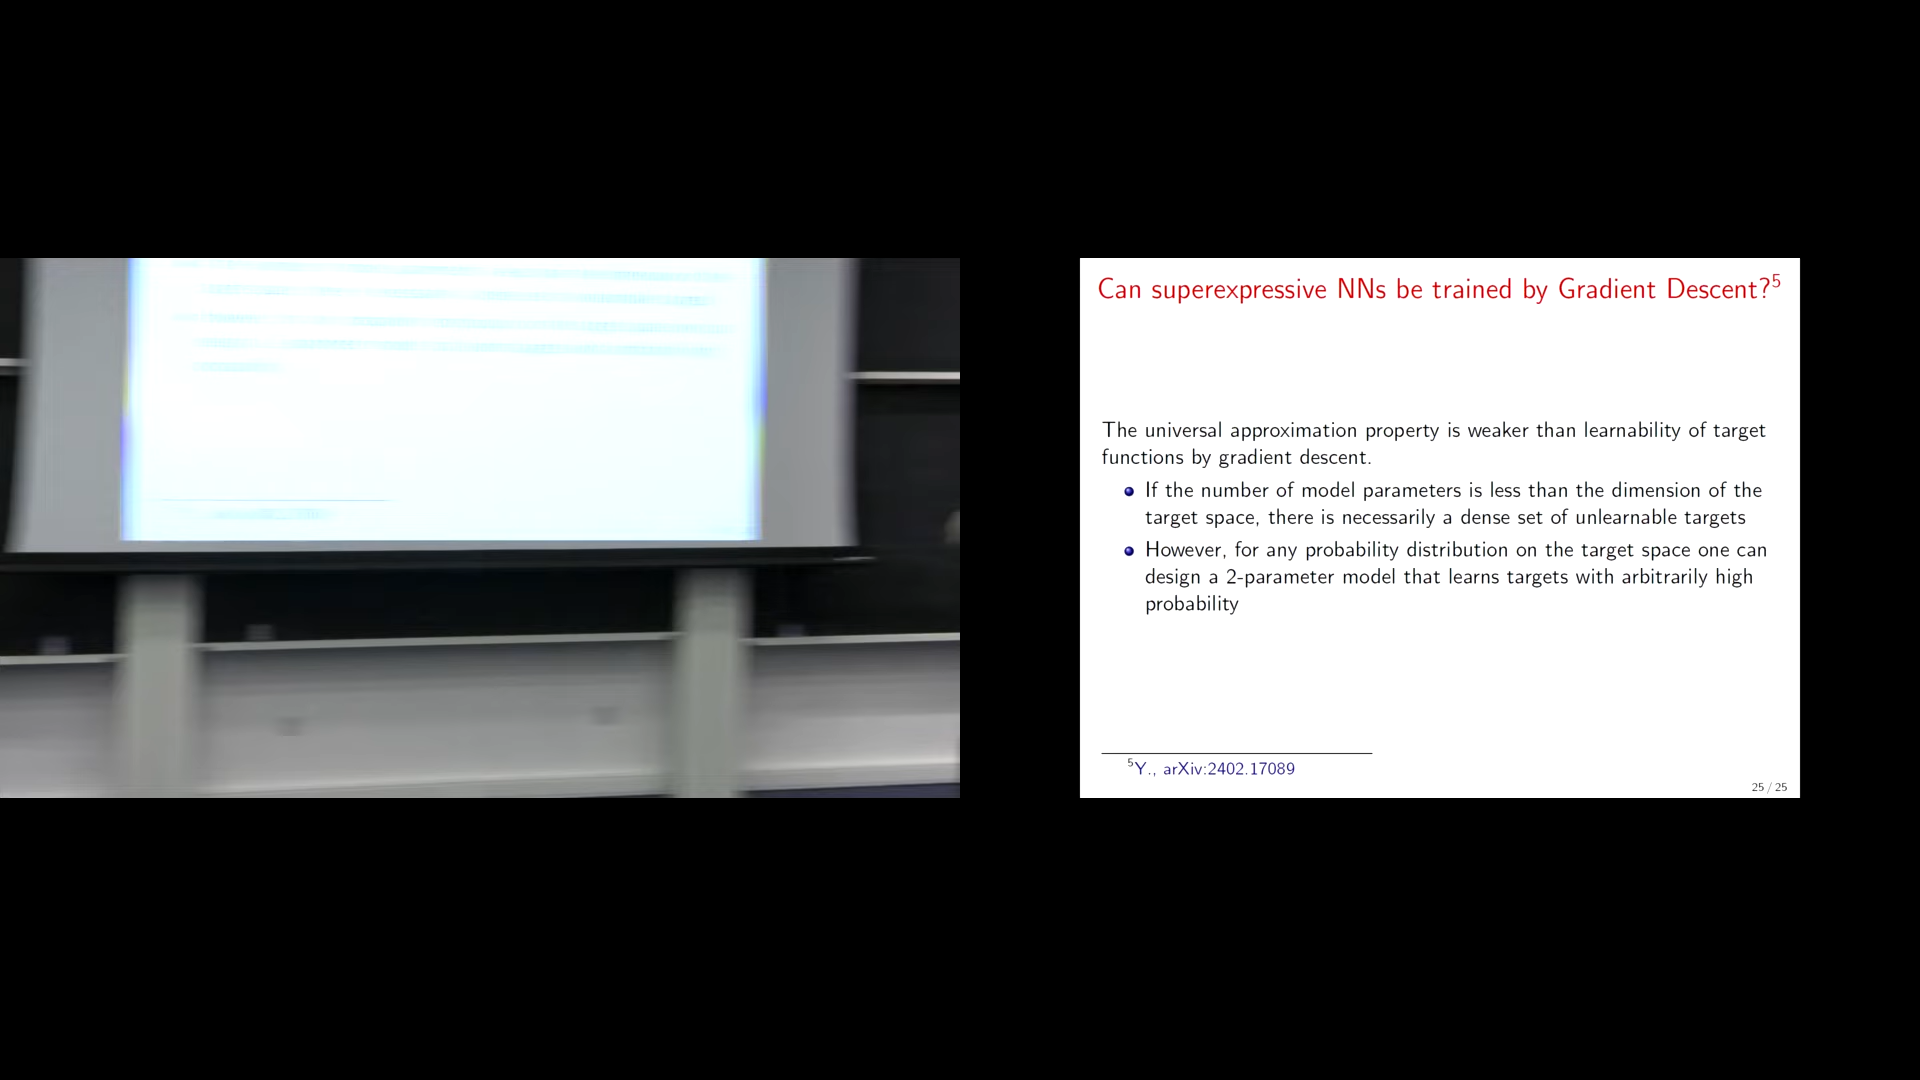 Can superexpressive NNs be trained by Gradient Descent?5
The universal approximation property is weaker than learnability of target
functions by gradient descent.
If the number of model parameters is less than the dimension of the
target space, there is necessarily a dense set of unlearnable targets
However, for any probability distribution on the target space one can
design a 2-parameter model that learns targets with arbitrarily high
probability
5Y., arXiv:2402.17089
25 / 25